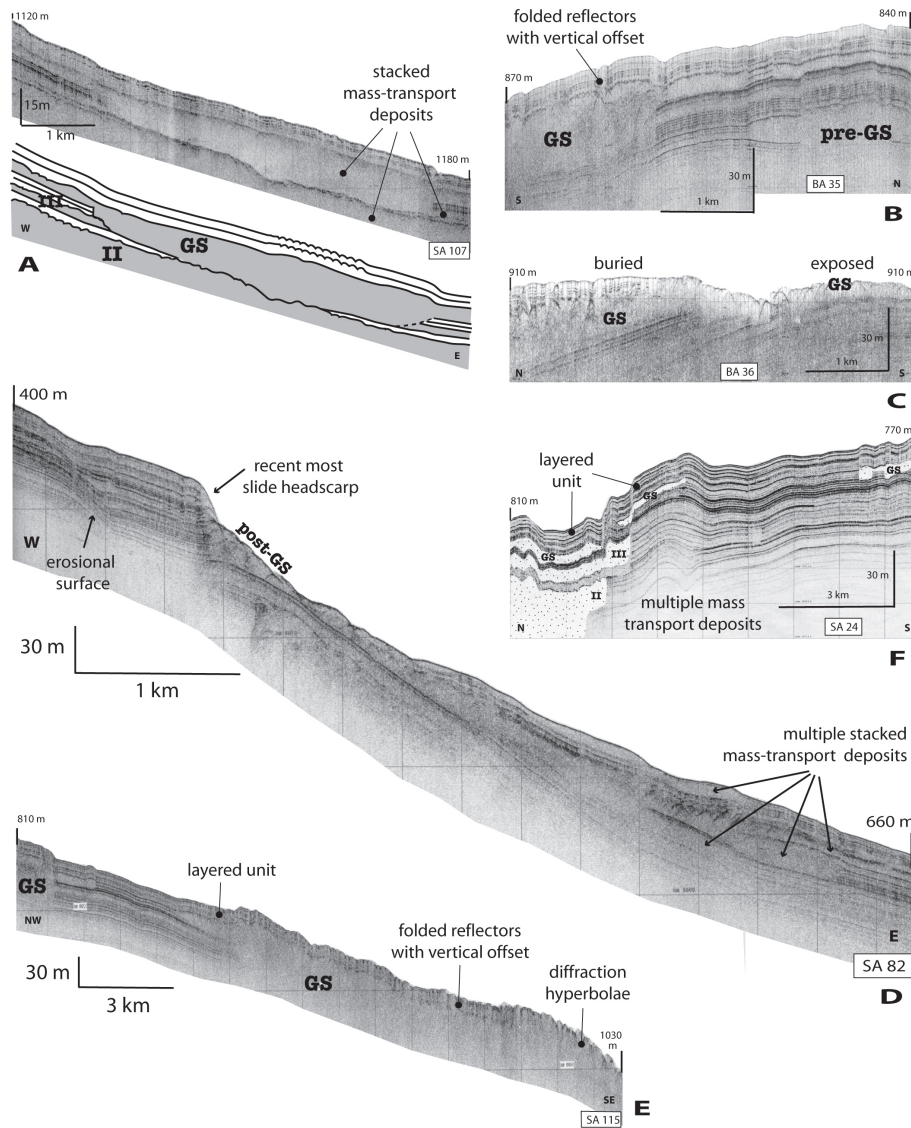 1120 m
stacked
mass-transport
deposits
15m
1 km
1180 m
III
W
GS
II
SA 107
A
E
folded reflectors
with vertical offset
840 m
870 m
GS
pre-GS
30 m
S
BA 35
N
1 km
B
910 m
buried
exposed
910 m
GS
GS
30 m
1 km
N
BA 36
S
C
400 m
recent most
slide headscarp
W
erosional
surface
post-GS
30 m
1 km
multiple stacked
mass-transport deposits
660 m
E
SA 82
D
770 m
layered
unit
810 m
GS
GS
GS
III
II
30 m
3 km
multiple mass
transport deposits
N
SA 24
S
F
810 m
layered unit
GS
NW
folded reflectors
with vertical offset
30 m
3 km
GS
diffraction
hyperbolae
1030
m
SE
SA 115
E